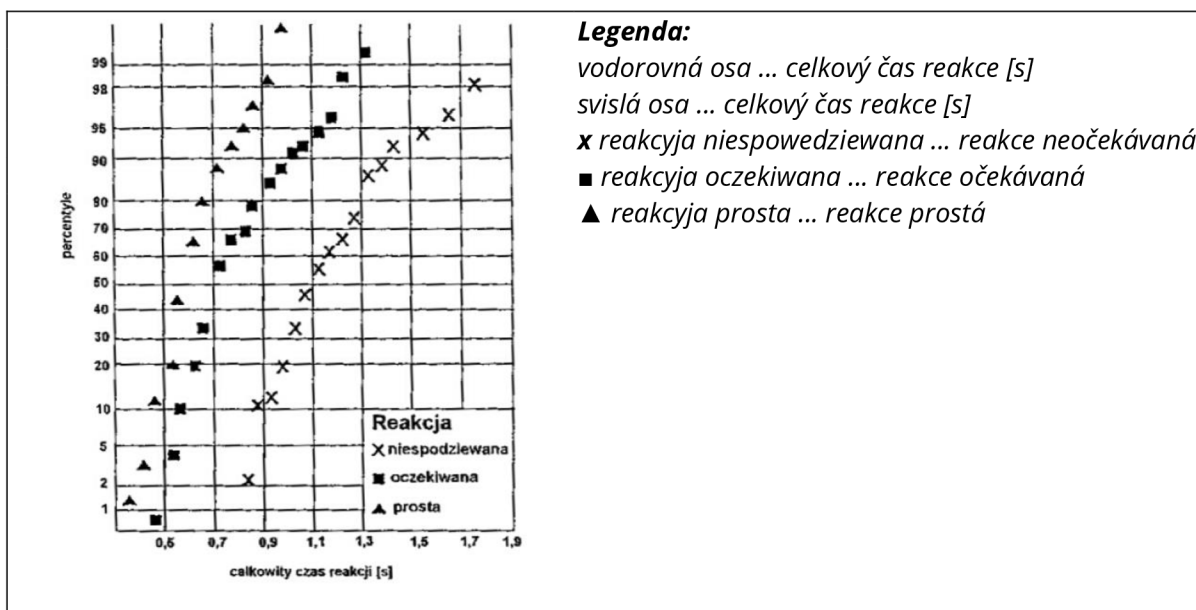 99
98
95
90
90
70
60
50
40
30
20
10
5
2
1
percentyle
0,5 0,7 0,9 1,1 1,3 1,5 1,7 1,9
całkowity czas reakcji [s]
Reakcja
niespodziewana
oczekiwana
prosta
Legenda:
vodorovná osa ... celkový čas reakce [s]
svislá osa ... celkový čas reakce [s]
x reakcyja niespowedziewana ... reakce neočekávaná
■ reakcyja oczekiwana ... reakce očekávaná
▲ reakcyja prosta ... reakce prostá